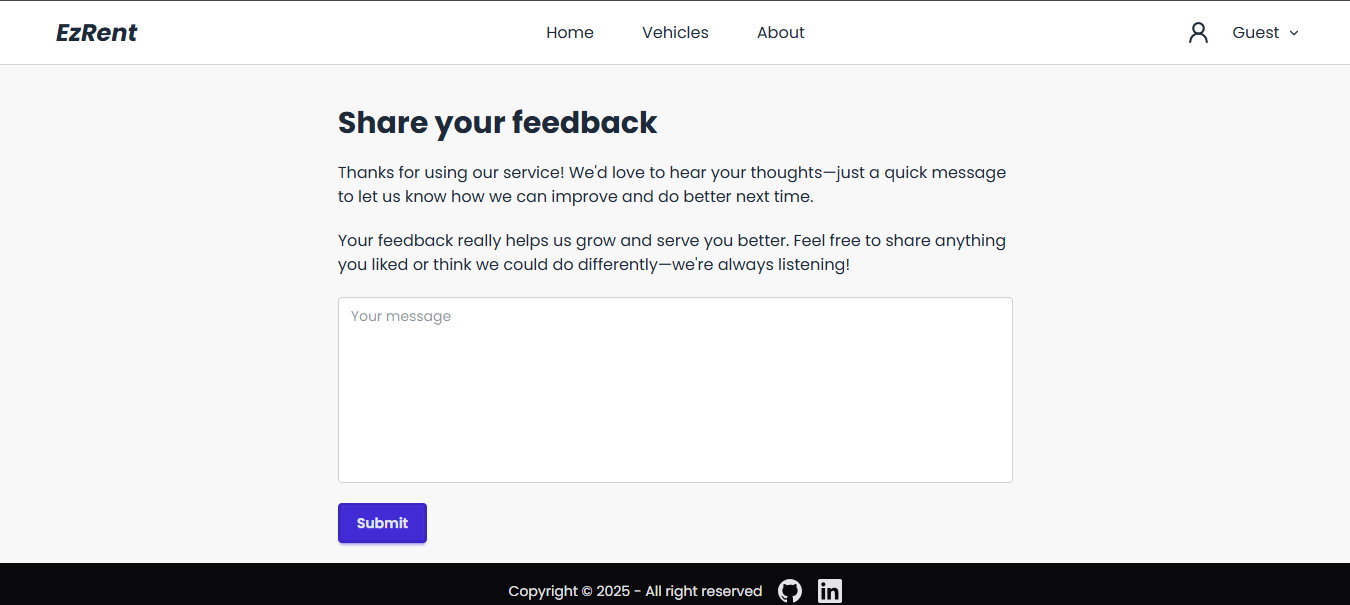 EzRent
Home
Vehicles
About
Guest
Share your feedback
Thanks for using our service! We'd love to hear your thoughts—just a quick message
to let us know how we can improve and do better next time.
Your feedback really helps us grow and serve you better. Feel free to share anything
you liked or think we could do differently—we're always listening!
Your message
Submit
Copyright © 2025 - All right reserved
in